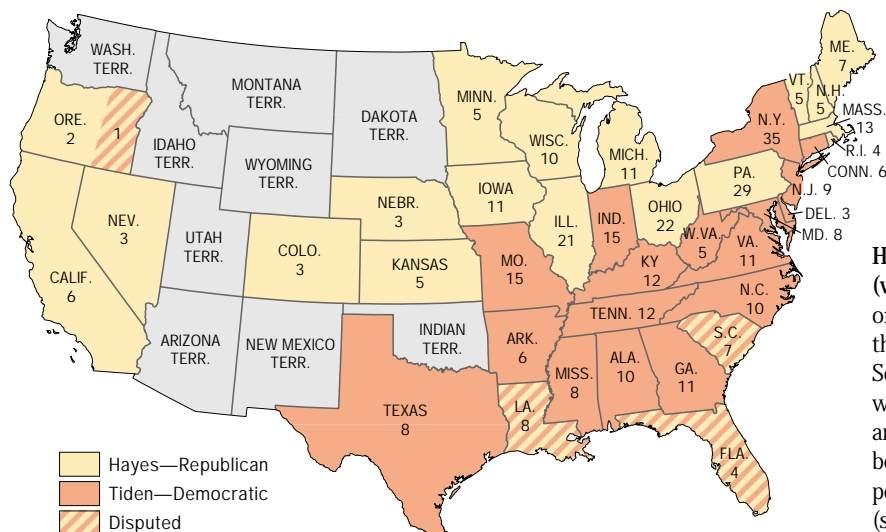 WASH.
TERR.
MONTANA
TERR.
DAKOTA
TERR.
MINN.
5
ME.
7
VT.
5
N.H.
5
MASS.
13
ORE.
2
1
IDAHO
TERR.
WYOMING
TERR.
WISC.
10
MICH.
11
N.Y.
35
R.I. 4
CONN. 6
PA.
29
N.J. 9
DEL. 3
MD. 8
NEBR.
3
IOWA
11
ILL.
21
IND.
15
OHIO
22
W.VA.
5
VA.
11
NEV.
3
UTAH
TERR.
COLO.
3
KANSAS
5
MO.
15
KY
12
N.C.
10
CALIF.
6
ARIZONA
TERR.
NEW MEXICO
TERR.
INDIAN
TERR.
ARK.
6
TENN. 12
S.C.
7
MISS.
8
ALA.
10
GA.
11
TEXAS
8
LA.
8
FLA.
4
Hayes—Republican
Tiden—Democratic
Disputed
H
(w
o
th
S
w
a
b
p
(s